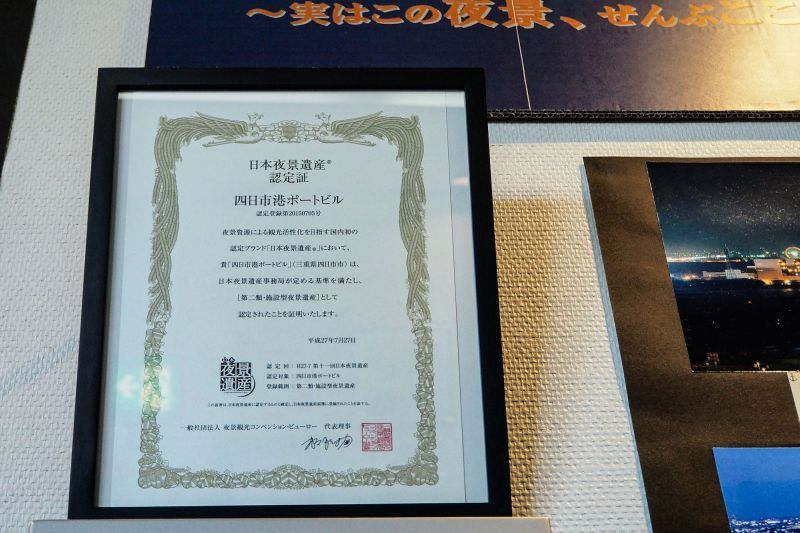 ～実はこの夜景、ぜんぶここ
日本夜景遺産®
認定証
四日市港ポートビル
認定登録第20150705号
夜景資源による観光活性化を目指す国内初の
認定ブランド「日本夜景遺産®」において、
貴「四日市港ポートビル」（三重県四日市市）は、
日本夜景遺産事務局が定める基準を満たし、
［第二類・施設型夜景遺産］として
認定されたことを証明いたします。
平成27年7月27日
日本
夜景
遺産
認 定 回 ： H27-7 第十一回日本夜景遺産
認定対象 ： 四日市港ポートビル
登録範囲 ： 第二類・施設型夜景遺産
一般社団法人 夜景観光コンベンション・ビューロー 代表理事